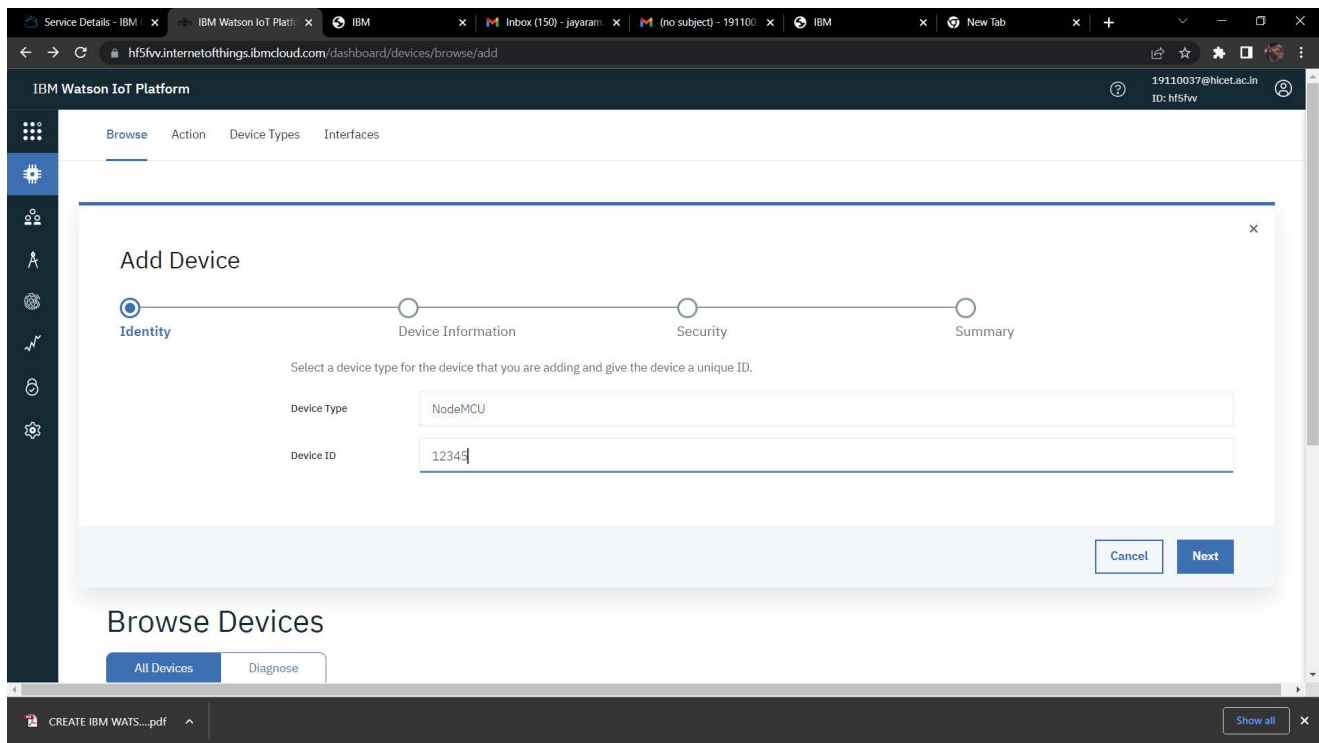 Service Details - IBM
IBM Watson IoT Platf
IBM
Inbox (150) - jayaram
(no subject) - 191100
IBM
New Tab
hf5fvv.internetofthings.ibmcloud.com/dashboard/devices/browse/add
IBM Watson IoT Platform
19110037@hicet.ac.in
ID: hf5fvv
Browse Action Device Types Interfaces
Add Device
Identity Device Information Security Summary
Select a device type for the device that you are adding and give the device a unique ID.
Device Type NodeMCU
Device ID 12345
Cancel Next
Browse Devices
All Devices Diagnose
CREATE IBM WATS....pdf
Show all